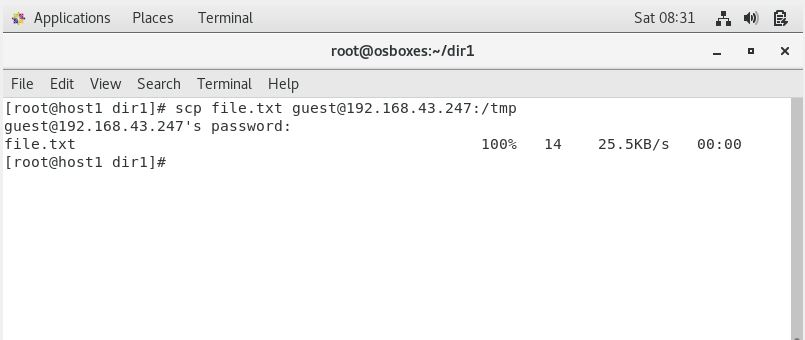 Applications Places Terminal Sat 08:31
root@osboxes:~/dir1
File Edit View Search Terminal Help
[root@host1 dir1]# scp file.txt guest@192.168.43.247:/tmp
guest@192.168.43.247's password:
file.txt 100% 14 25.5KB/s 00:00
[root@host1 dir1]#